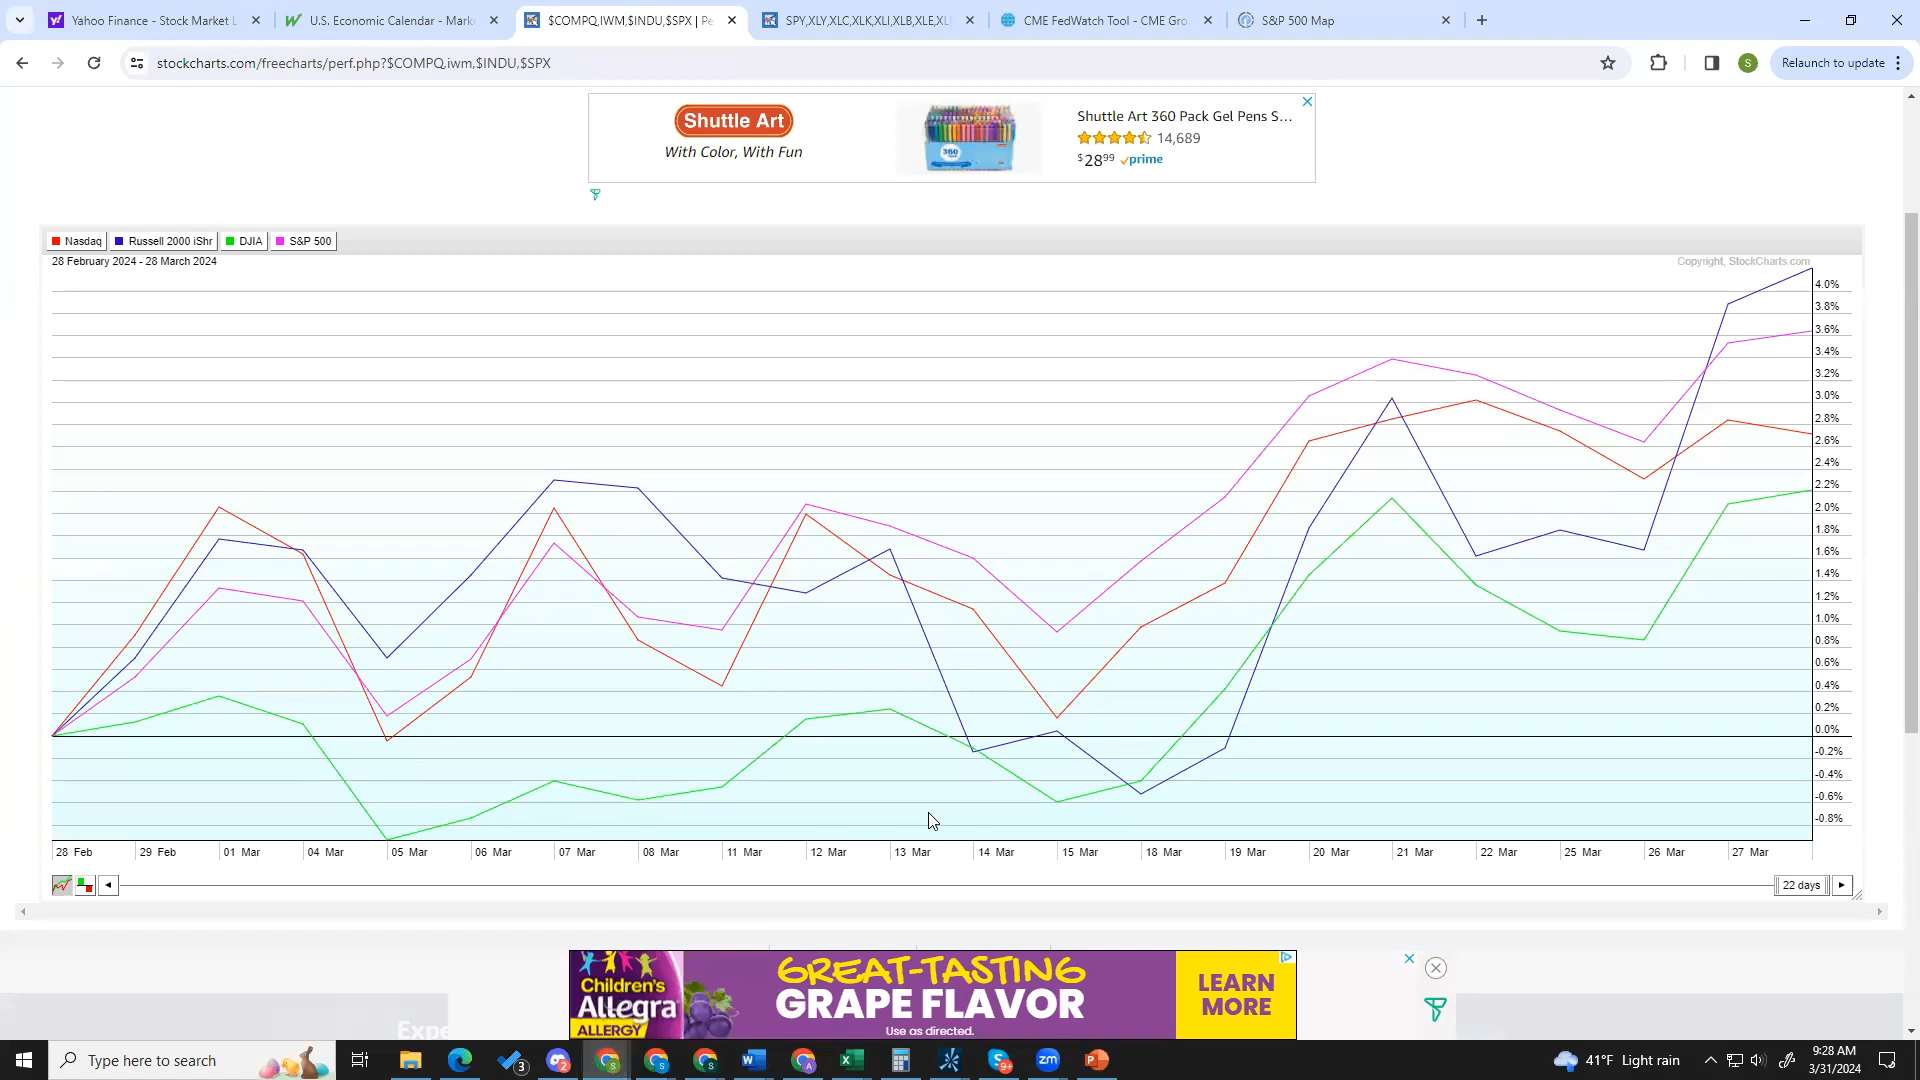 Yahoo Finance - Stock Market L
U.S. Economic Calendar - Mark
$COMPQ,IWM,$INDU,$SPX | Pe
SPY,XLY,XLC,XLK,XLI,XLB,XLE,XL
CME FedWatch Tool - CME Gro
S&P 500 Map
stockcharts.com/freecharts/perf.php?$COMPQ,iwm,$INDU,$SPX
S
Relaunch to update
Shuttle Art
With Color, With Fun
360
Shuttle Art 360 Pack Gel Pens S...
14,689
$2899 prime
Nasdaq
Russell 2000 iShr
DJIA
S&P 500
28 February 2024 - 28 March 2024
Copyright, StockCharts.com
4.0%
3.8%
3.6%
3.4%
3.2%
3.0%
2.8%
2.6%
2.4%
2.2%
2.0%
1.8%
1.6%
1.4%
1.2%
1.0%
0.8%
0.6%
0.4%
0.2%
0.0%
-0.2%
-0.4%
-0.6%
-0.8%
28 Feb
29 Feb
01 Mar
04 Mar
05 Mar
06 Mar
07 Mar
08 Mar
11 Mar
12 Mar
13 Mar
14 Mar
15 Mar
18 Mar
19 Mar
20 Mar
21 Mar
22 Mar
25 Mar
26 Mar
27 Mar
22 days
Children's
Allegra
ALLERGY
GREAT-TASTING
GRAPE FLAVOR
Use as directed.
LEARN
MORE
Expe
Type here to search
3
2
S
S
S
W
A
X
9+
zm
P
41°F Light rain
9:28 AM
3/31/2024